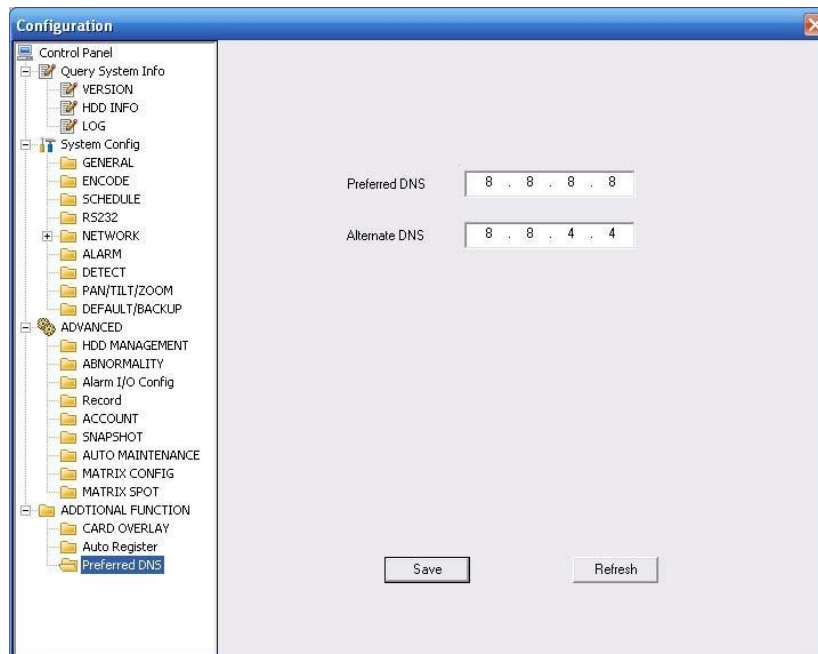 Configuration
Control Panel
Query System Info
VERSION
HDD INFO
LOG
System Config
GENERAL
ENCODE
SCHEDULE
RS232
NETWORK
ALARM
DETECT
PAN/TILT/ZOOM
DEFAULT/BACKUP
ADVANCED
HDD MANAGEMENT
ABNORMALITY
Alarm I/O Config
Record
ACCOUNT
SNAPSHOT
AUTO MAINTENANCE
MATRIX CONFIG
MATRIX SPOT
ADDTIONAL FUNCTION
CARD OVERLAY
Auto Register
Preferred DNS
Preferred DNS 8 . 8 . 8 . 8
Alternate DNS 8 . 8 . 4 . 4
Save Refresh